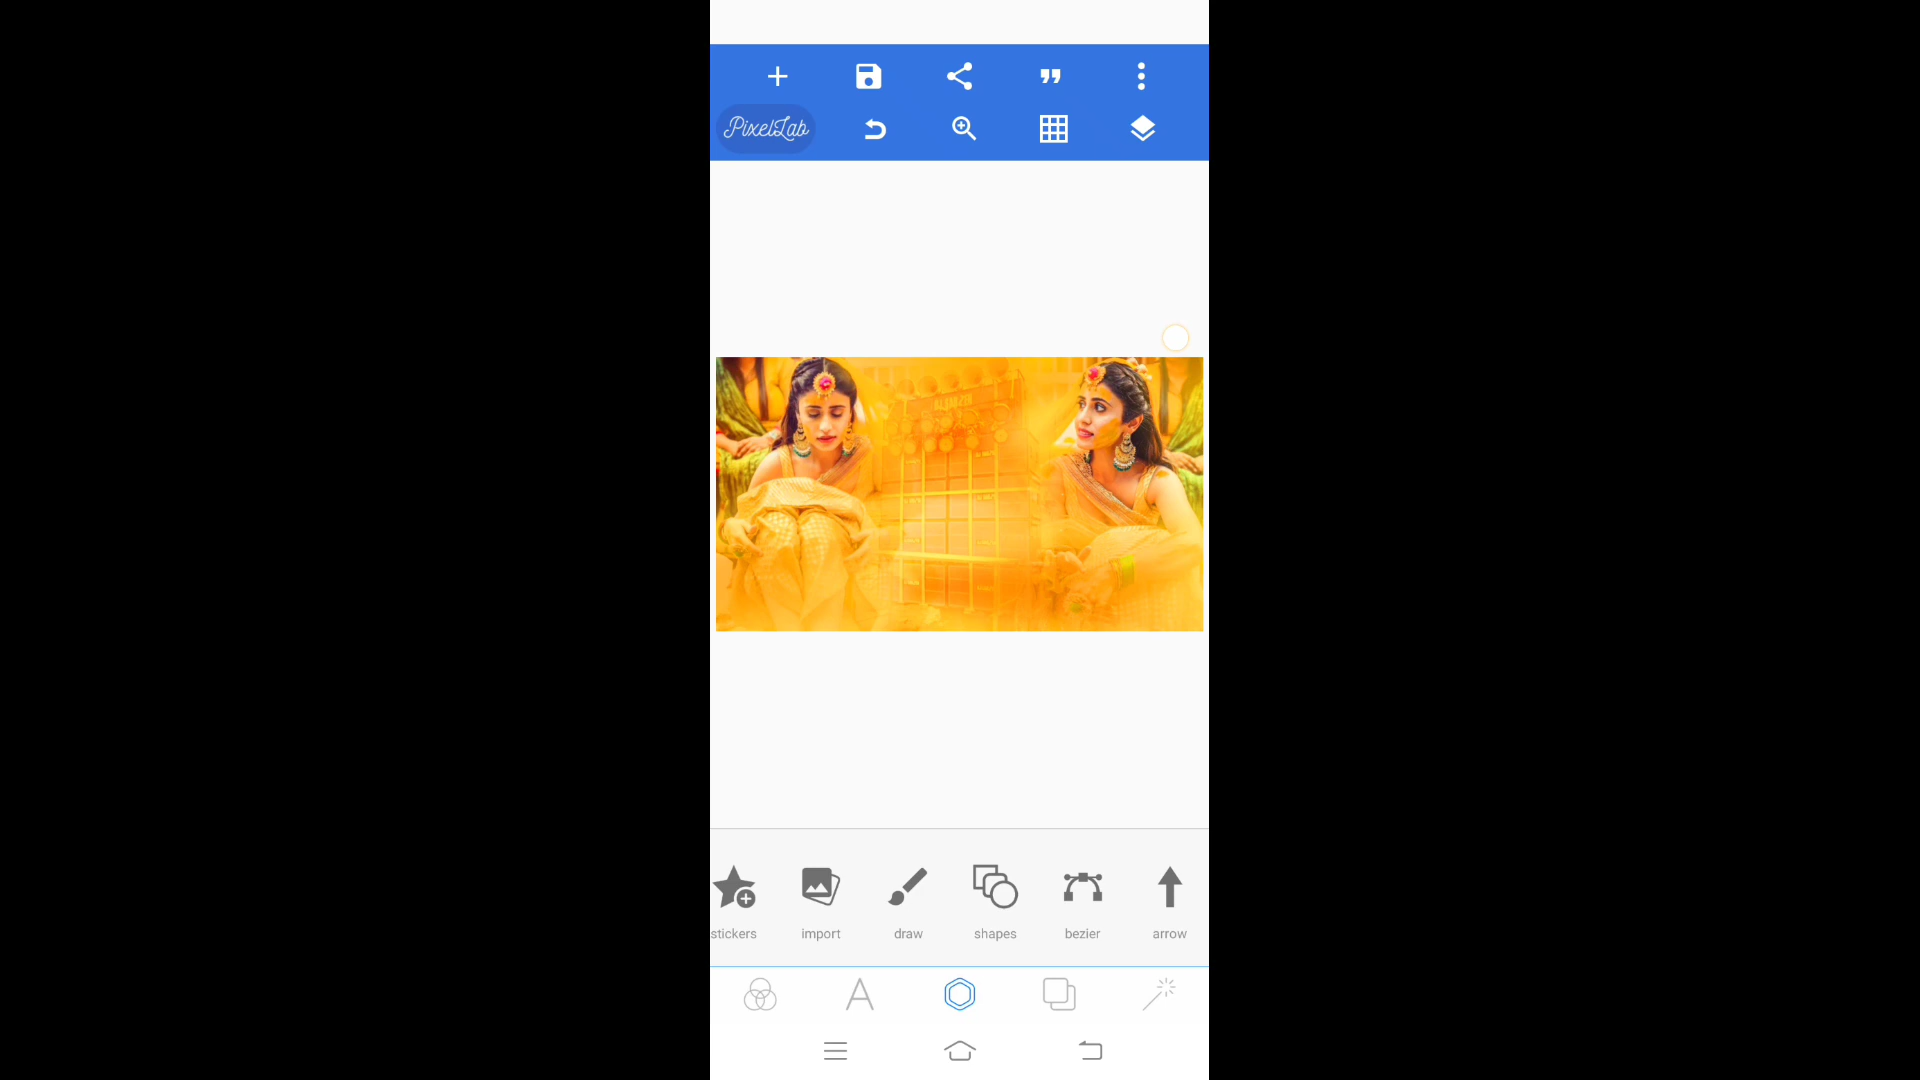 PixelLab
stickers
import
draw
shapes
bezier
arrow